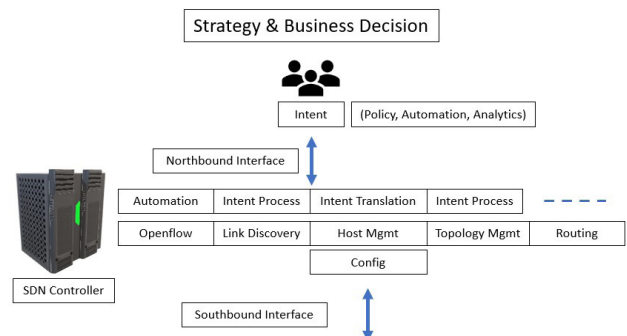 Strategy & Business Decision
Intent
(Policy, Automation, Analytics)
Northbound Interface
Automation
Intent Process
Intent Translation
Intent Process
Openflow
Link Discovery
Host Mgmt
Topology Mgmt
Routing
Config
SDN Controller
Southbound Interface